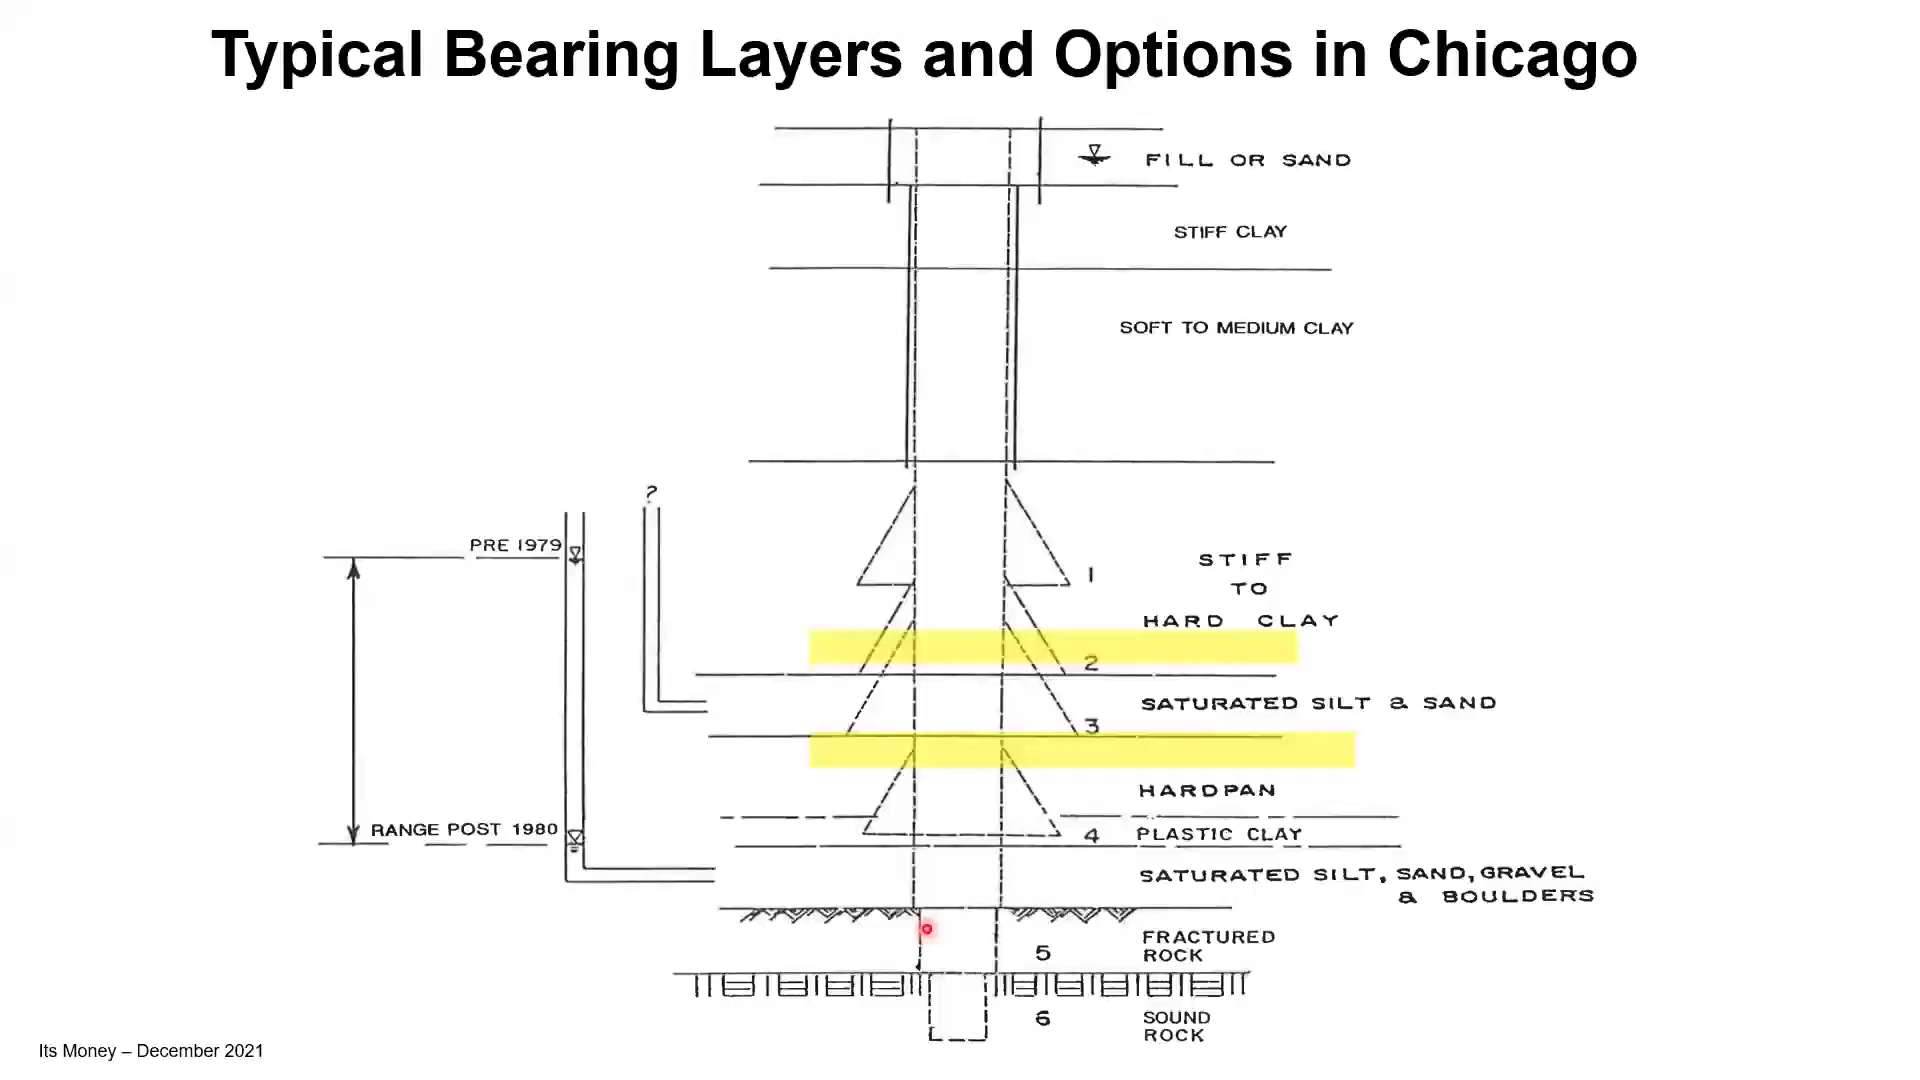 Typical Bearing Layers and Options in Chicago
FILL OR SAND
STIFF CLAY
SOFT TO MEDIUM CLAY
?
PRE 1979
1
STIFF
TO
HARD CLAY
2
SATURATED SILT & SAND
3
HARDPAN
RANGE POST 1980
4 PLASTIC CLAY
SATURATED SILT, SAND, GRAVEL
& BOULDERS
5 FRACTURED
ROCK
6 SOUND
ROCK
Its Money – December 2021